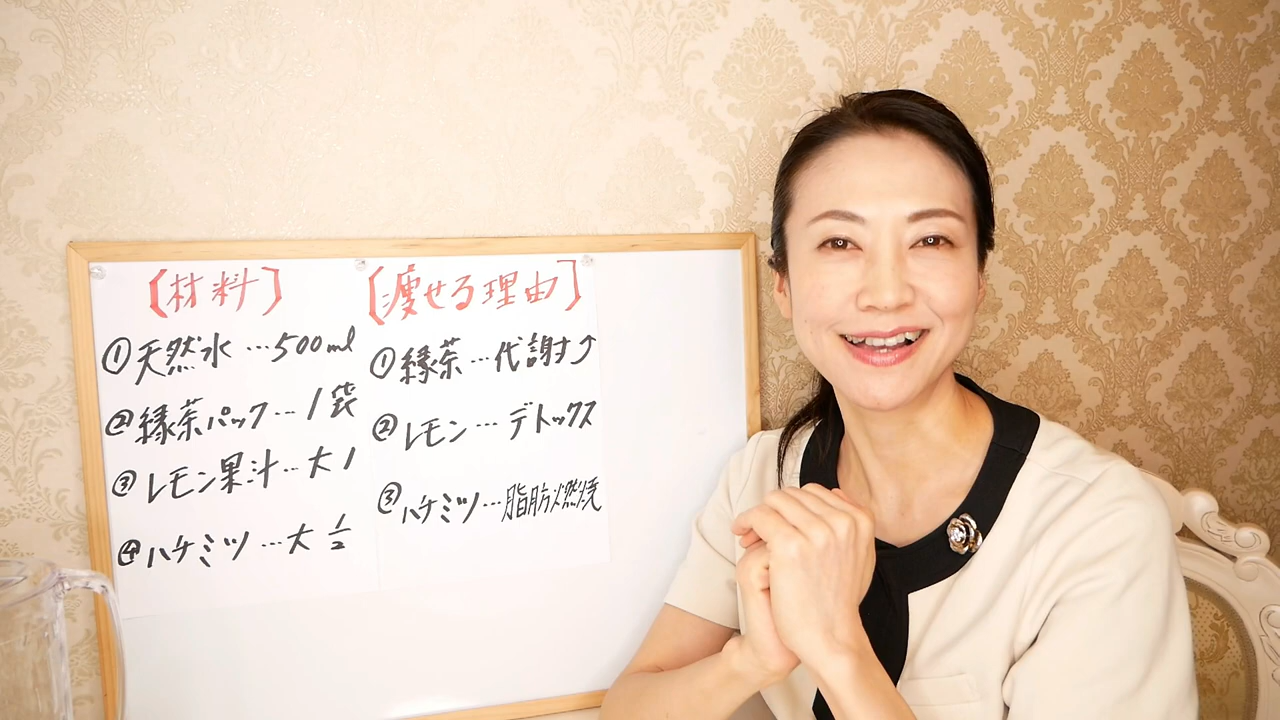 【材料】
①天然水…500ml
②緑茶パック…1袋
③レモン果汁…大1
④ハチミツ…大1/2
【痩せる理由】
①緑茶…代謝⤴
②レモン…デトックス
③ハチミツ…脂肪燃焼